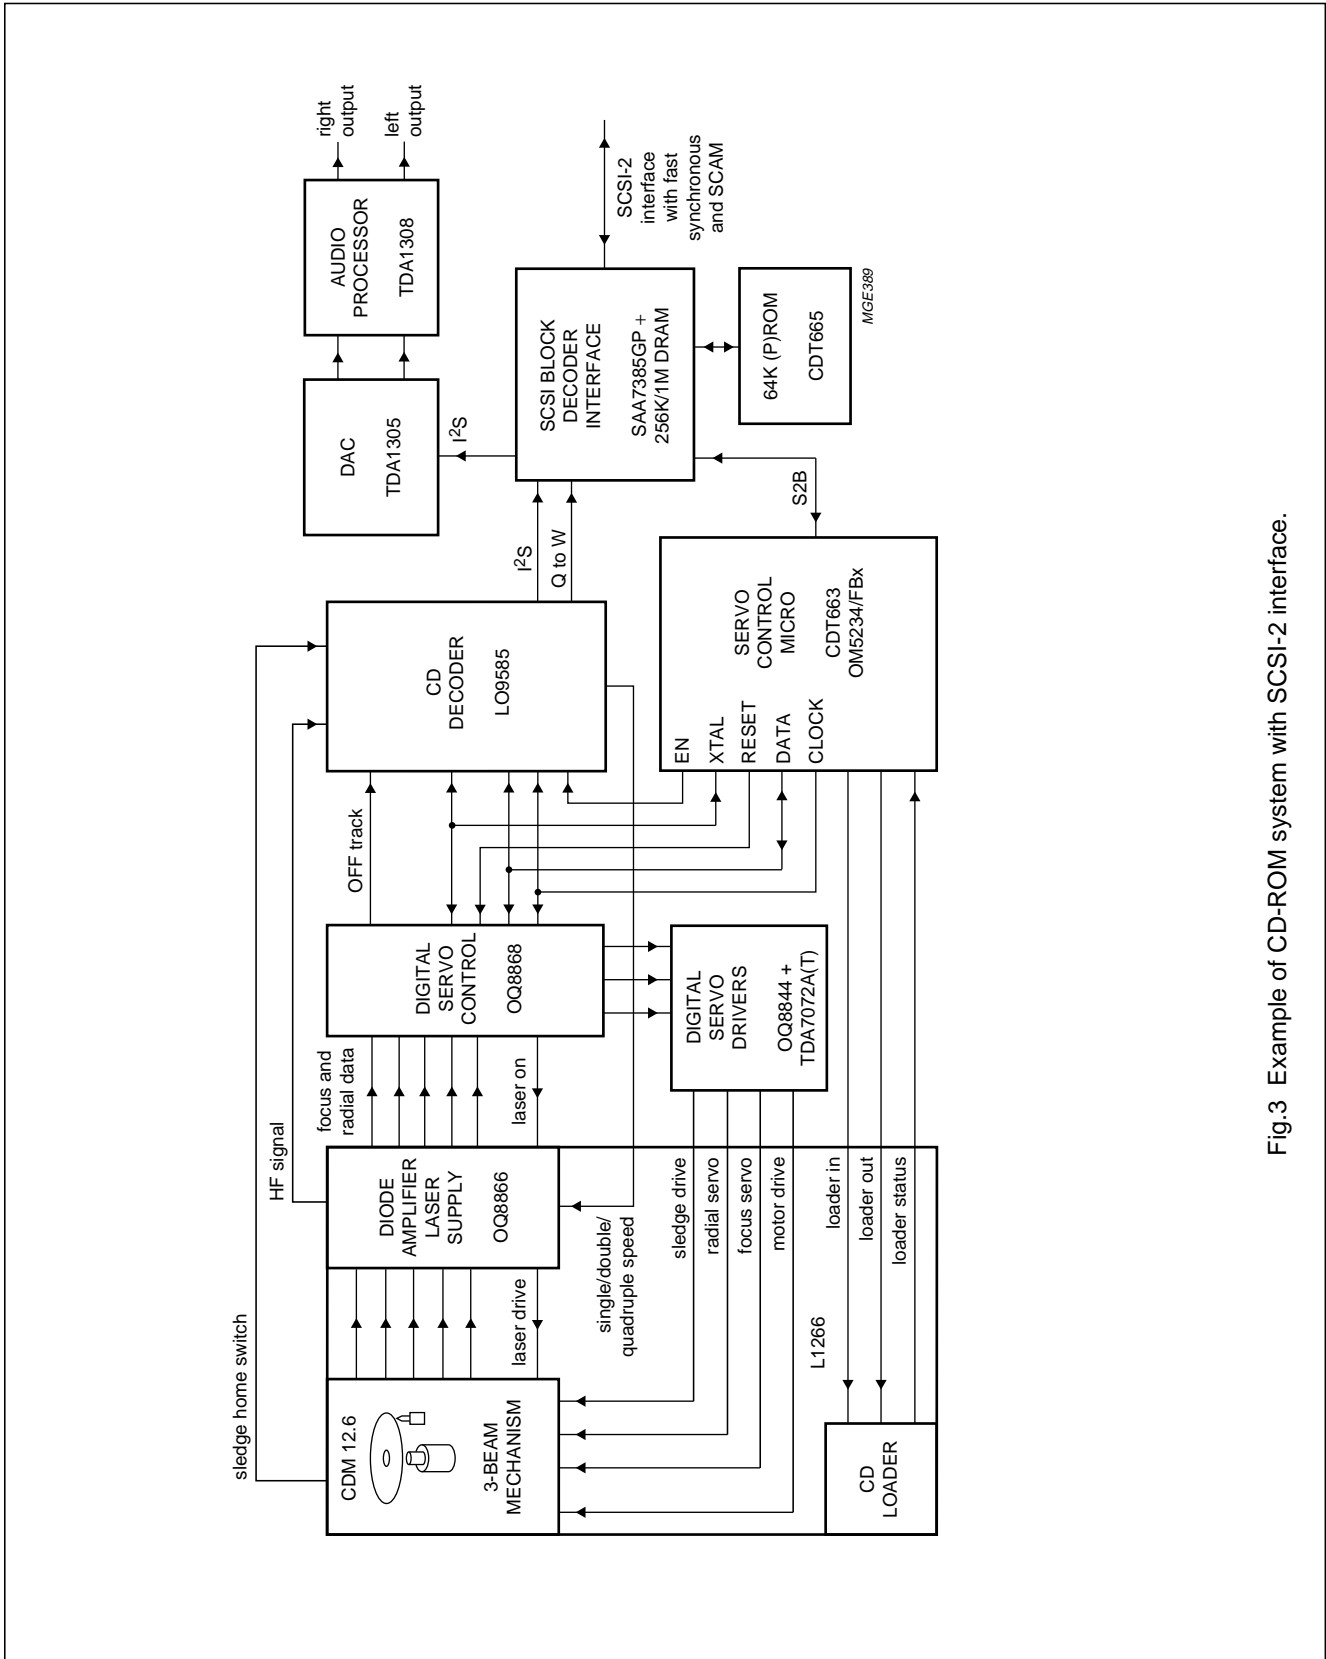 sledge home switch
HF signal
CDM 12.6
3-BEAM
MECHANISM
laser drive
DIODE
AMPLIFIER
LASER
SUPPLY
OQ8866
focus and
radial data
laser on
DIGITAL
SERVO
CONTROL
OQ8868
OFF track
CD
DECODER
LO9585
I2S
Q to W
DAC
TDA1305
I2S
AUDIO
PROCESSOR
TDA1308
right
output
left
output
SCSI BLOCK
DECODER
INTERFACE
SAA7385GP +
256K/1M DRAM
SCSI-2
interface
with fast
synchronous
and SCAM
64K (P)ROM
CDT665
MGE389
S2B
single/double/
quadruple speed
sledge drive
radial servo
focus servo
motor drive
DIGITAL
SERVO
DRIVERS
OQ8844 +
TDA7072A(T)
EN
XTAL
RESET
DATA
CLOCK
SERVO
CONTROL
MICRO
CDT663
OM5234/FBx
L1266
loader in
loader out
loader status
CD
LOADER
Fig.3 Example of CD-ROM system with SCSI-2 interface.